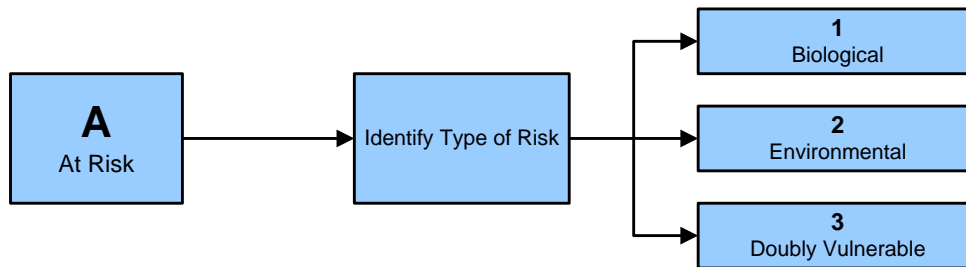 A
At Risk
Identify Type of Risk
1
Biological
2
Environmental
3
Doubly Vulnerable